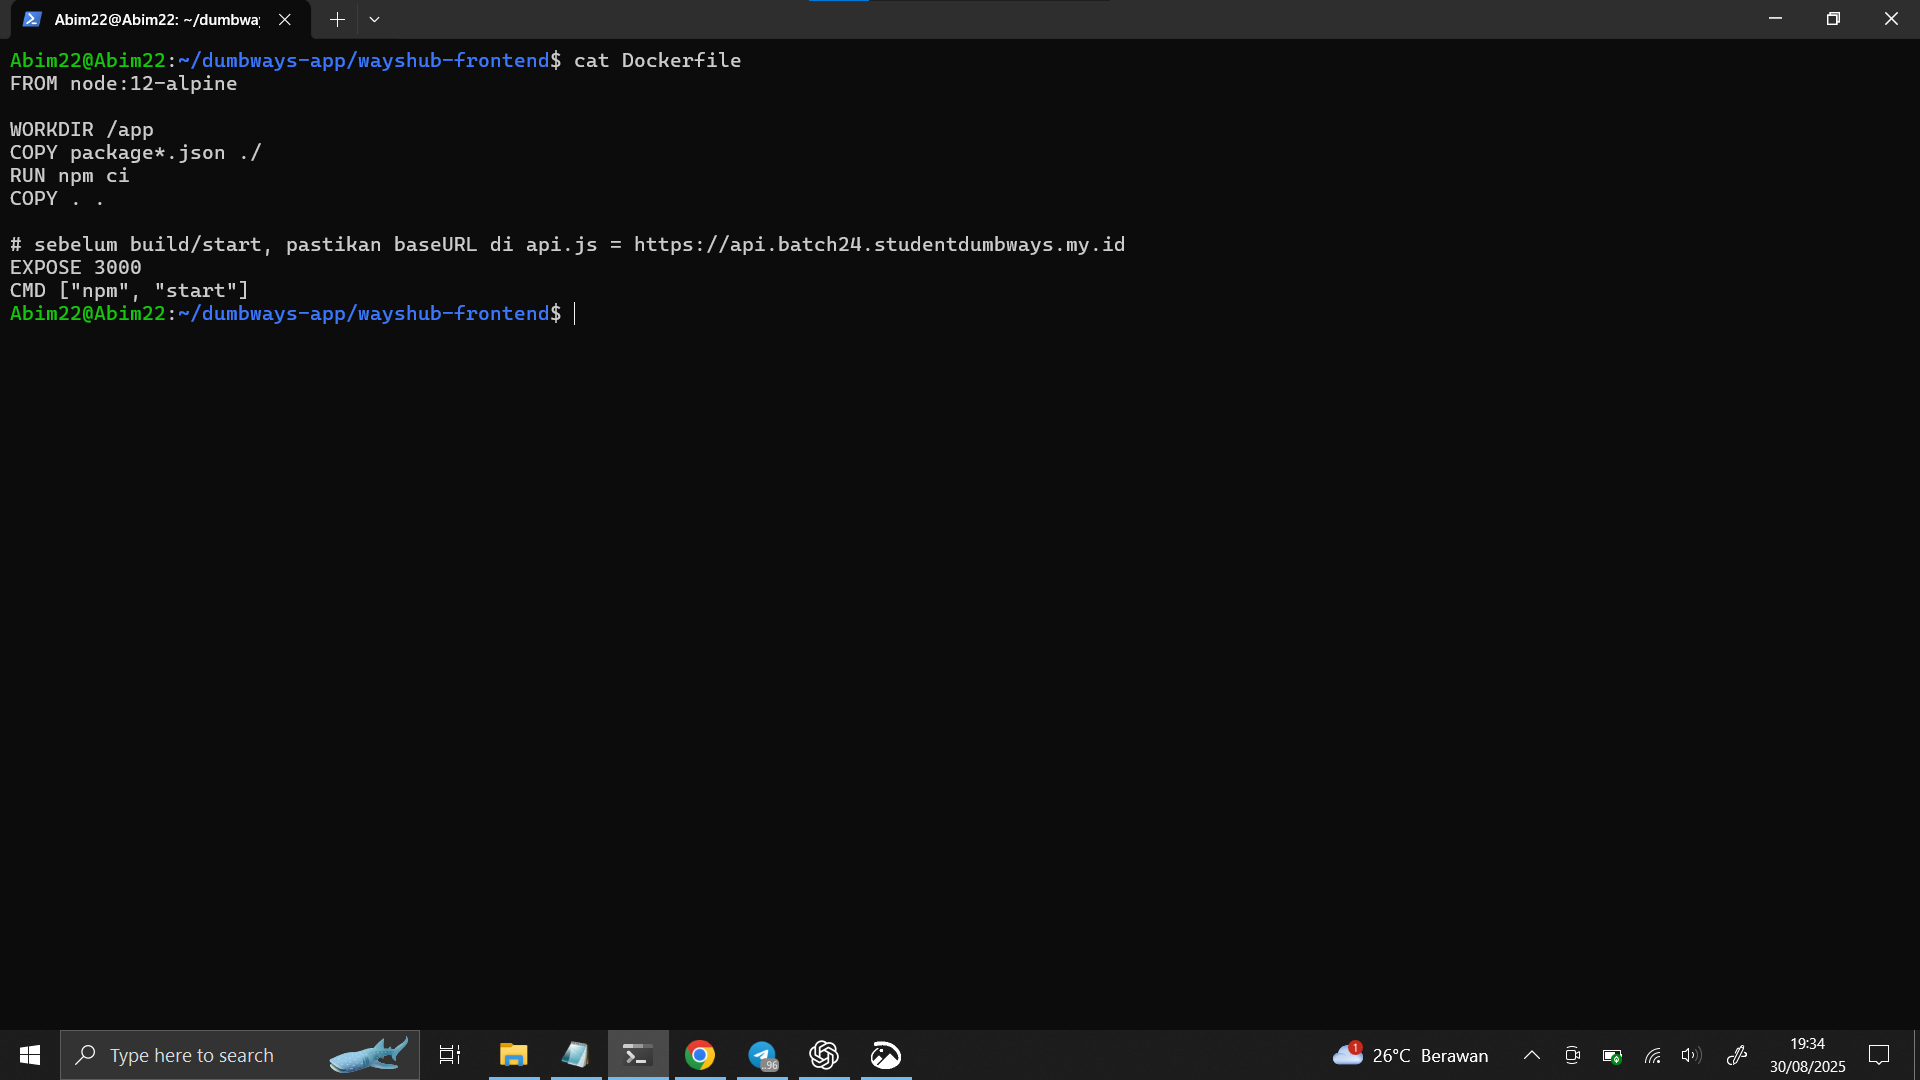 Abim22@Abim22: ~/dumbway
Abim22@Abim22:~/dumbways-app/wayshub-frontend$ cat Dockerfile
FROM node:12-alpine
WORKDIR /app
COPY package*.json ./
RUN npm ci
COPY . .
# sebelum build/start, pastikan baseURL di api.js = https://api.batch24.studentdumbways.my.id
EXPOSE 3000
CMD ["npm", "start"]
Abim22@Abim22:~/dumbways-app/wayshub-frontend$
Type here to search
96
1
26°C Berawan
19:34
30/08/2025